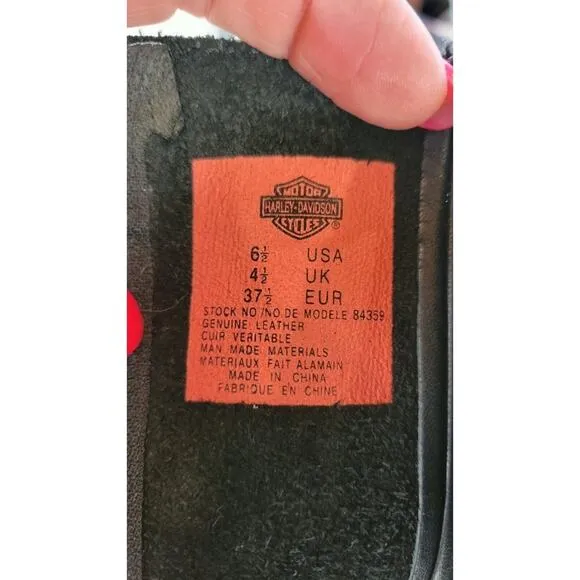 MOTOR
HARLEY-DAVIDSON
CYCLES
®
6½ USA
4½ UK
37½ EUR
STOCK NO/NO DE MODELE 84359
GENUINE LEATHER
CUIR VERITABLE
MAN MADE MATERIALS
MATERIAUX FAIT ALAMAIN
MADE IN CHINA
FABRIQUE EN CHINE